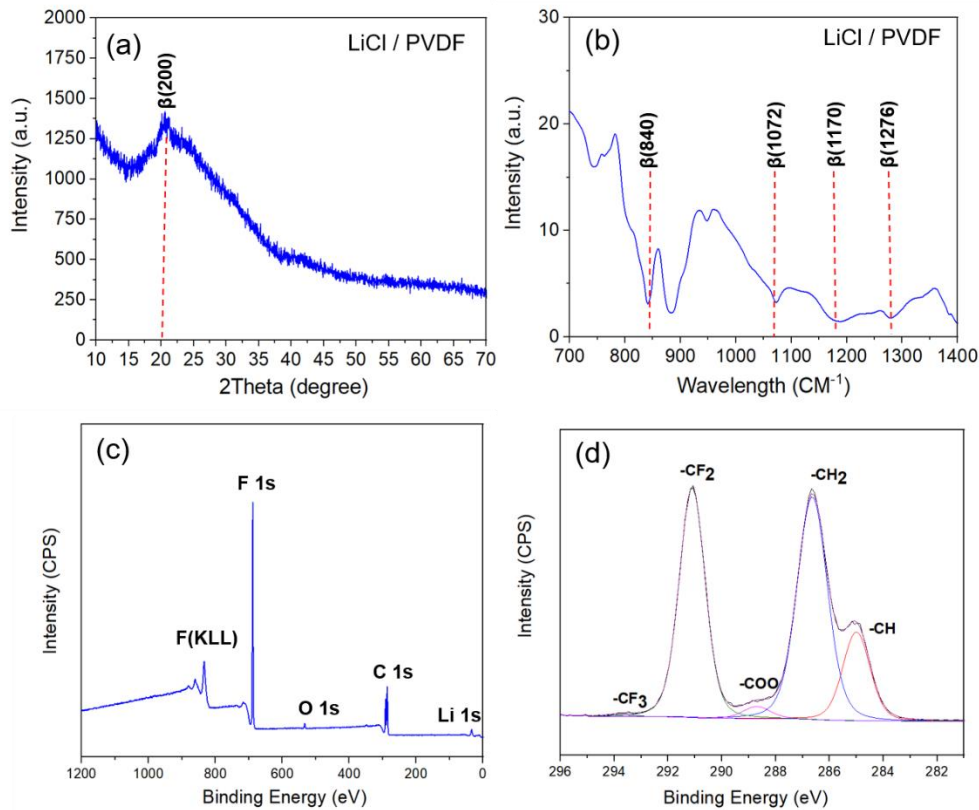 (a)
LiCl / PVDF
β(200)
Intensity (a.u.)
2000
1750
1500
1250
1000
750
500
250
0
10 15 20 25 30 35 40 45 50 55 60 65 70
2Theta (degree)
(b)
LiCl / PVDF
β(840)
β(1072)
β(1170)
β(1276)
Intensity (a.u.)
30
20
10
0
700 800 900 1000 1100 1200 1300 1400
Wavelength (CM-1)
(c)
F 1s
F(KLL)
O 1s
C 1s
Li 1s
Intensity (CPS)
1200 1000 800 600 400 200 0
Binding Energy (eV)
(d)
-CF2
-CH2
-CH
-COO
-CF3
Intensity (CPS)
296 294 292 290 288 286 284 282
Binding Energy (eV)